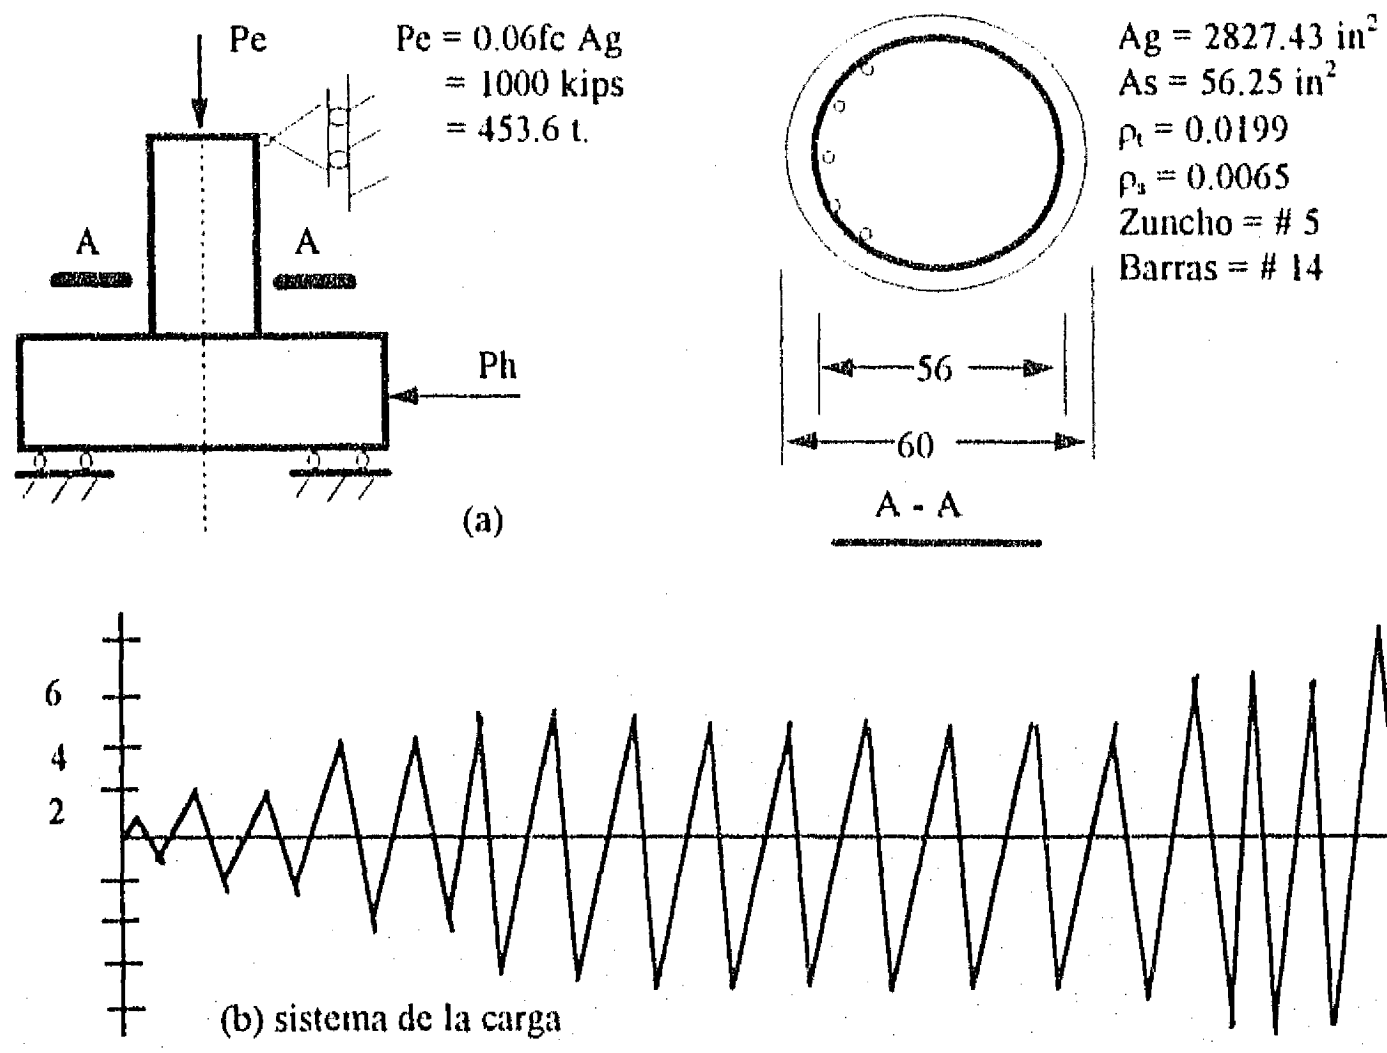 Pe
Pe = 0.06fc Ag
= 1000 kips
= 453.6 t.
A
A
Ph
(a)
Ag = 2827.43 in²
As = 56.25 in²
ρt = 0.0199
ρs = 0.0065
Zuncho = # 5
Barras = # 14
56
60
A - A
6
4
2
(b) sistema de la carga